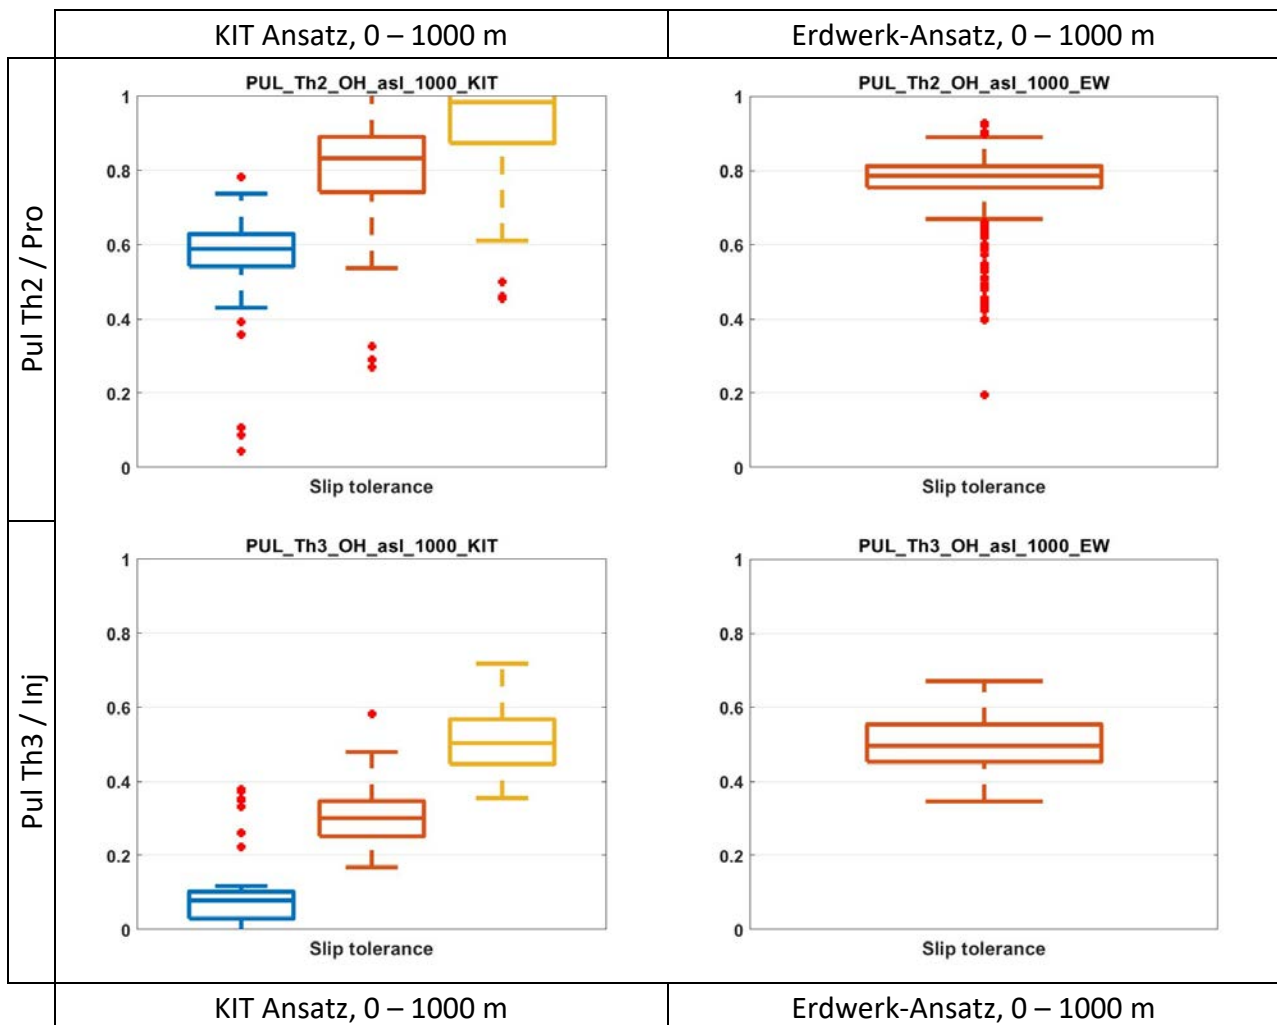 KIT Ansatz, 0 – 1000 m
Erdwerk-Ansatz, 0 – 1000 m
Pul Th2 / Pro
PUL_Th2_OH_asl_1000_KIT
1
0.8
0.6
0.4
0.2
0
Slip tolerance
PUL_Th2_OH_asl_1000_EW
1
0.8
0.6
0.4
0.2
0
Slip tolerance
Pul Th3 / Inj
PUL_Th3_OH_asl_1000_KIT
1
0.8
0.6
0.4
0.2
0
Slip tolerance
PUL_Th3_OH_asl_1000_EW
1
0.8
0.6
0.4
0.2
0
Slip tolerance
KIT Ansatz, 0 – 1000 m
Erdwerk-Ansatz, 0 – 1000 m